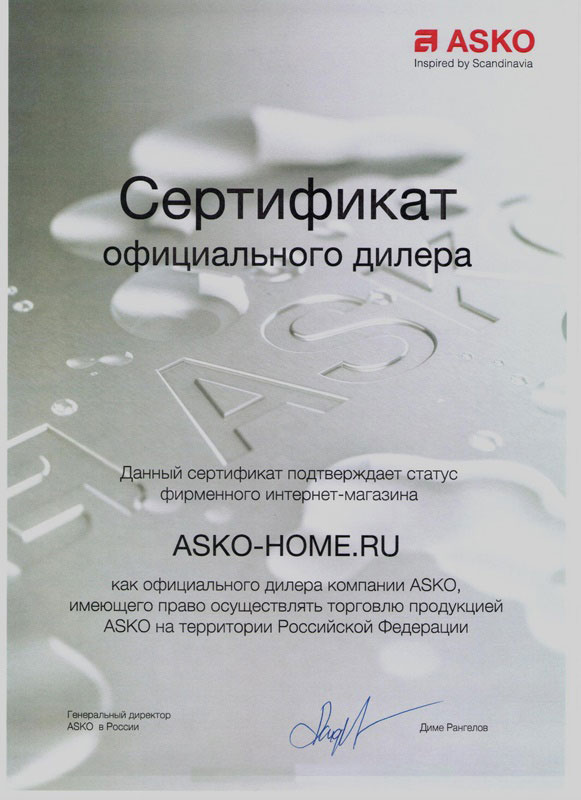 ASKO
Inspired by Scandinavia
Сертификат
официального дилера
ASKO
Данный сертификат подтверждает статус
фирменного интернет-магазина
ASKO-HOME.RU
как официального дилера компании ASKO,
имеющего право осуществлять торговлю продукцией
ASKO на территории Российской Федерации
Генеральный директор
ASKO в России
Диме Рангелов